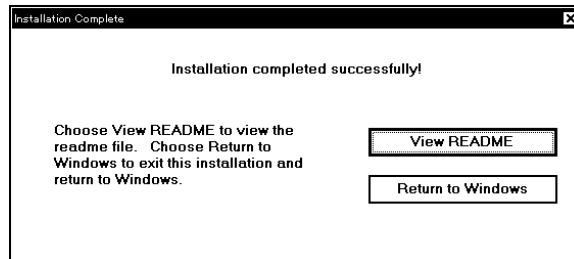 Installation Complete
Installation completed successfully!
Choose View README to view the
readme file. Choose Return to
Windows to exit this installation and
return to Windows.
View README
Return to Windows